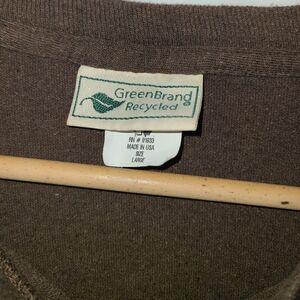 GreenBrand
Recycled
MADE IN USA
SIZE
LARGE